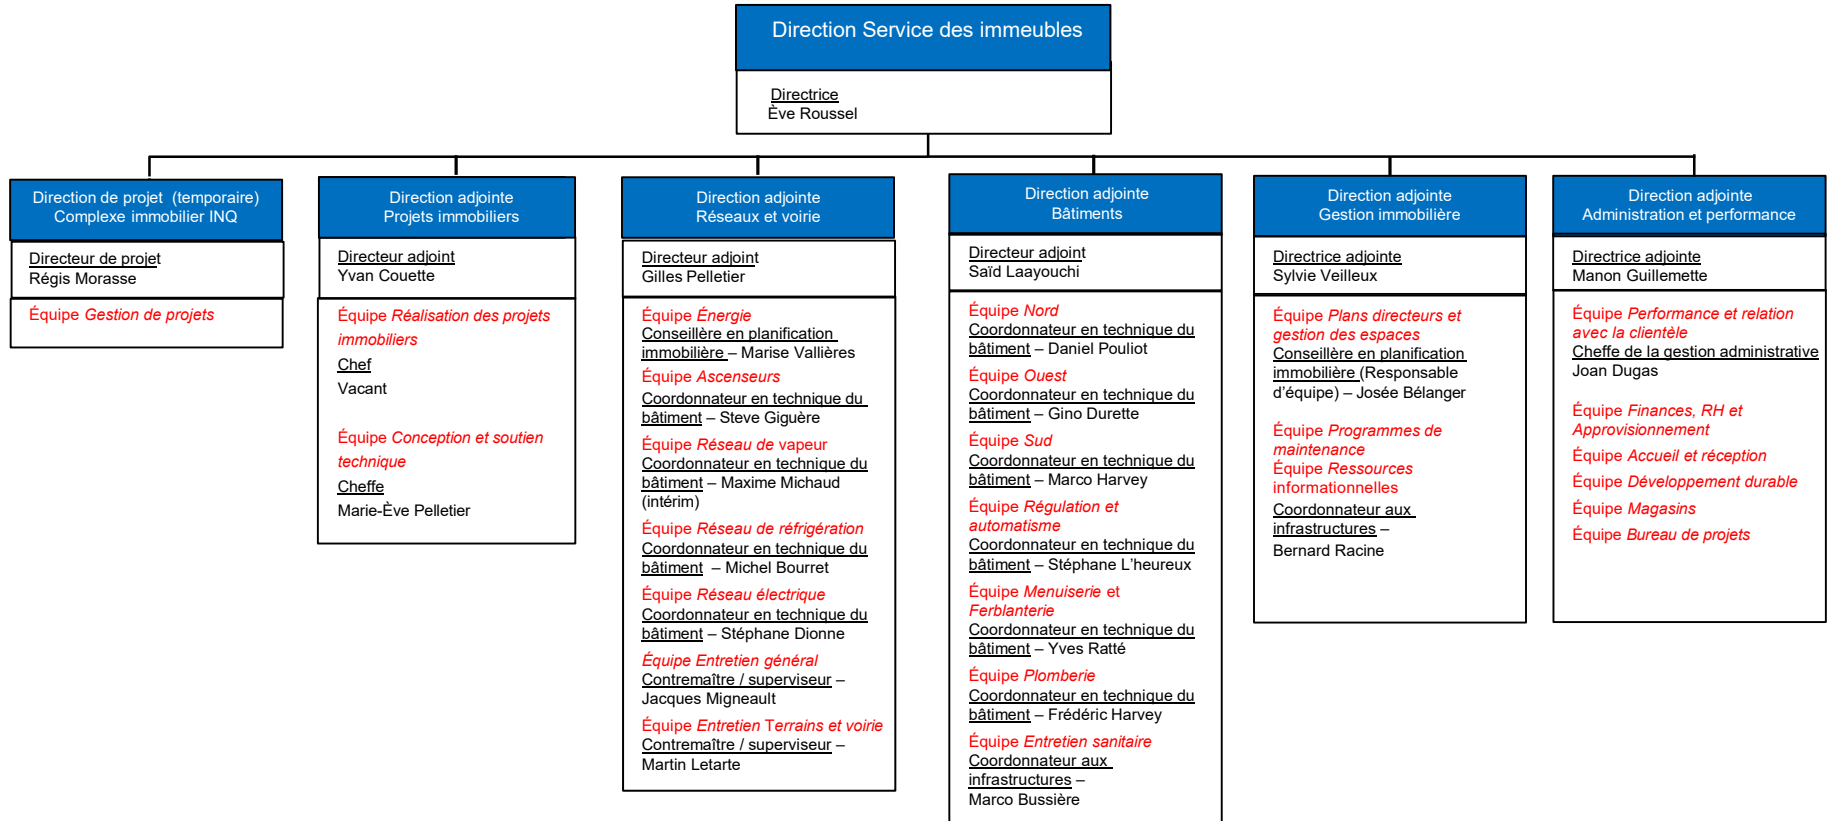 Direction Service des immeubles
Directrice
Ève Roussel
Direction de projet (temporaire)
Complexe immobilier INQ
Directeur de projet
Régis Morasse
Équipe Gestion de projets
Direction adjointe
Projets immobiliers
Directeur adjoint
Yvan Couette
Équipe Réalisation des projets
immobiliers
Chef
Vacant
Équipe Conception et soutien
technique
Cheffe
Marie-Ève Pelletier
Direction adjointe
Réseaux et voirie
Directeur adjoint
Gilles Pelletier
Équipe Énergie
Conseillère en planification
immobilière – Marise Vallières
Équipe Ascenseurs
Coordonnateur en technique du
bâtiment – Steve Giguère
Équipe Réseau de vapeur
Coordonnateur en technique du
bâtiment – Maxime Michaud
(intérim)
Équipe Réseau de réfrigération
Coordonnateur en technique du
bâtiment – Michel Bourret
Équipe Réseau électrique
Coordonnateur en technique du
bâtiment – Stéphane Dionne
Équipe Entretien général
Contremaître / superviseur –
Jacques Migneault
Équipe Entretien Terrains et voirie
Contremaître / superviseur –
Martin Letarte
Direction adjointe
Bâtiments
Directeur adjoint
Saïd Laayouchi
Équipe Nord
Coordonnateur en technique du
bâtiment – Daniel Pouliot
Équipe Ouest
Coordonnateur en technique du
bâtiment – Gino Durette
Équipe Sud
Coordonnateur en technique du
bâtiment – Marco Harvey
Équipe Régulation et
automatisme
Coordonnateur en technique du
bâtiment – Stéphane L'heureux
Équipe Menuiserie et
Ferblanterie
Coordonnateur en technique du
bâtiment – Yves Ratté
Équipe Plomberie
Coordonnateur en technique du
bâtiment – Frédéric Harvey
Équipe Entretien sanitaire
Coordonnateur aux
infrastructures –
Marco Bussière
Direction adjointe
Gestion immobilière
Directrice adjointe
Sylvie Veilleux
Équipe Plans directeurs et
gestion des espaces
Conseillère en planification
immobilière (Responsable
d'équipe) – Josée Bélanger
Équipe Programmes de
maintenance
Équipe Ressources
informationnelles
Coordonnateur aux
infrastructures –
Bernard Racine
Direction adjointe
Administration et performance
Directrice adjointe
Manon Guillemette
Équipe Performance et relation
avec la clientèle
Cheffe de la gestion administrative
Joan Dugas
Équipe Finances, RH et
Approvisionnement
Équipe Accueil et réception
Équipe Développement durable
Équipe Magasins
Équipe Bureau de projets